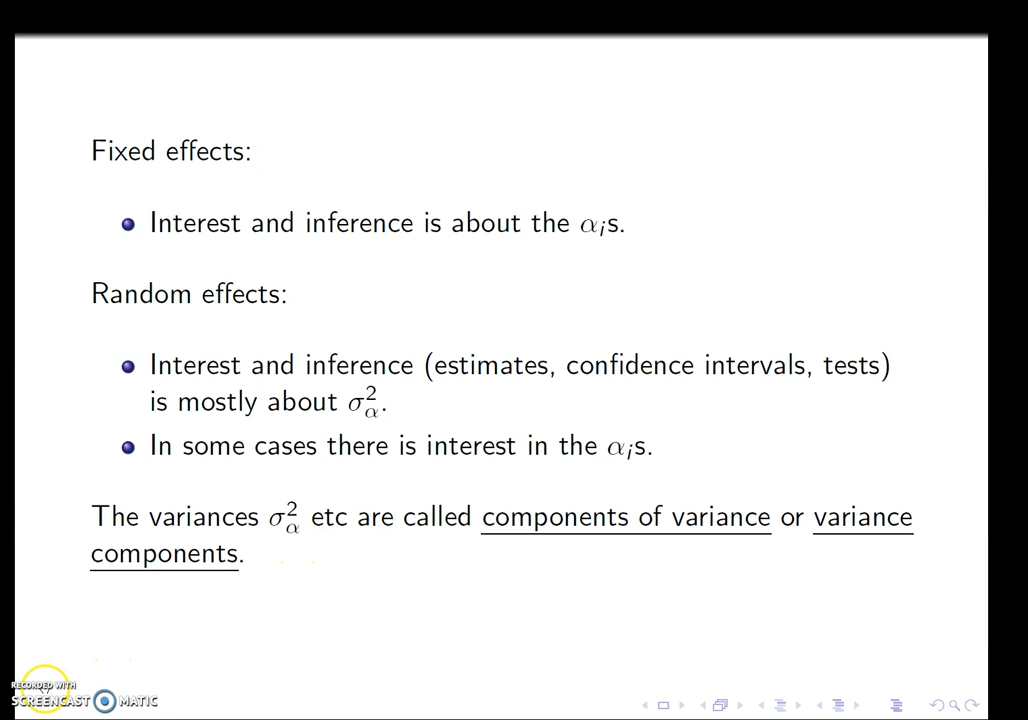 Fixed effects:
Interest and inference is about the αᵢs.
Random effects:
Interest and inference (estimates, confidence intervals, tests)
is mostly about σ²_α.
In some cases there is interest in the αᵢs.
The variances σ²_α etc are called components of variance or variance
components.
RECORDED WITH
SCREENCAST MATIC